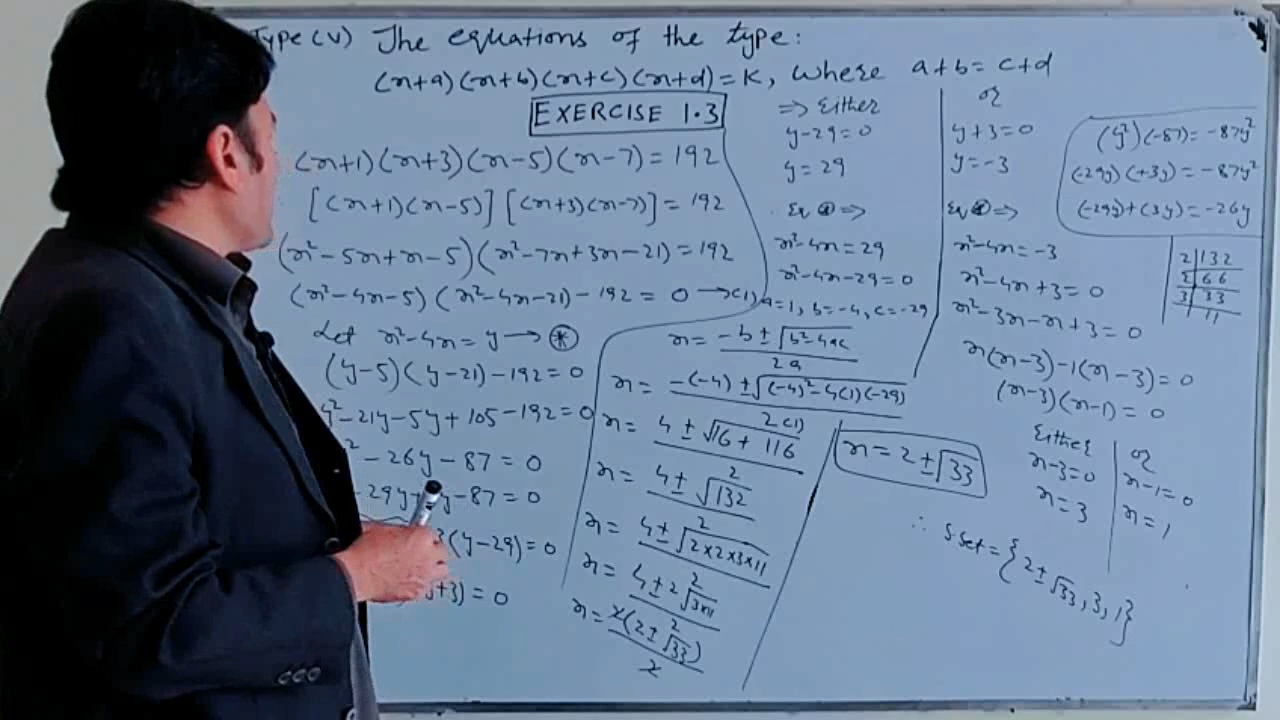 Type (V) The equations of the type:
(x+a)(x+b)(x+c)(x+d)=K, where a+b=c+d
EXERCISE 1.3
(x+1)(x+3)(x-5)(x-7)=192
[(x+1)(x-5)][(x+3)(x-7)]=192
(x²-5x+x-5)(x²-7x+3x-21)=192
(x²-4x-5)(x²-4x-21)-192=0→(1)
Let x²-4x=y→⊛
(y-5)(y-21)-192=0
y²-21y-5y+105-192=0
²-26y-87=0
-29y+ y-87=0
3(y-29)=0
+3)=0
⇒ Either
y-29=0
y=29
Eq ⊛⇒
x²-4x=29
x²-4x-29=0
a=1, b=-4, c=-29
x=-b±√b²-4ac/2a
x=-(-4)±√(-4)²-4(1)(-29)/2(1)
x=4±√16+116/2
x=4±√132/2
x=4±√2×2×3×11/2
x=4±2√3×11/2
x=2(2±√33)/2
x=2±√33
or
y+3=0
y=-3
Eq ⊛⇒
x²-4x=-3
x²-4x+3=0
x²-3x-x+3=0
x(x-3)-1(x-3)=0
(x-3)(x-1)=0
Either
x-3=0
x=3
or
x-1=0
x=1
∴ S.Set={2±√33,3,1}
(y²)(-87)=-87y²
(-29y)(+3y)=-87y²
(-29y)+(3y)=-26y
2|132
2|66
3|33
11